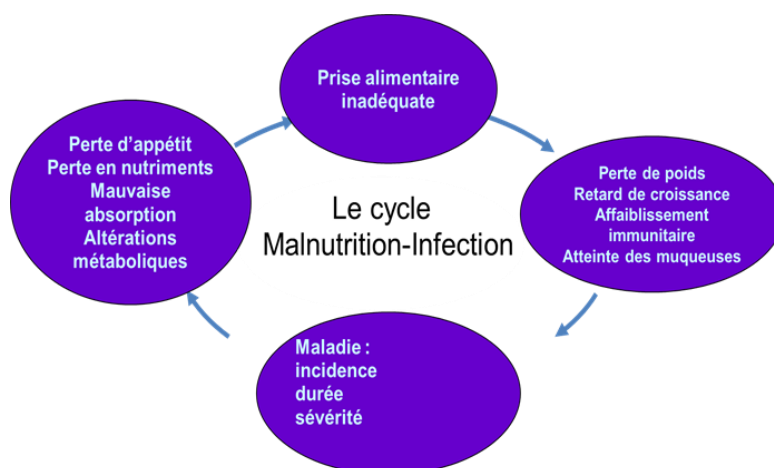 Prise alimentaire
inadéquate
Perte d’appétit
Perte en nutriments
Mauvaise
absorption
Altérations
métaboliques
Le cycle
Malnutrition-Infection
Perte de poids
Retard de croissance
Affaiblissement
immunitaire
Atteinte des muqueuses
Maladie :
incidence
durée
sévérité